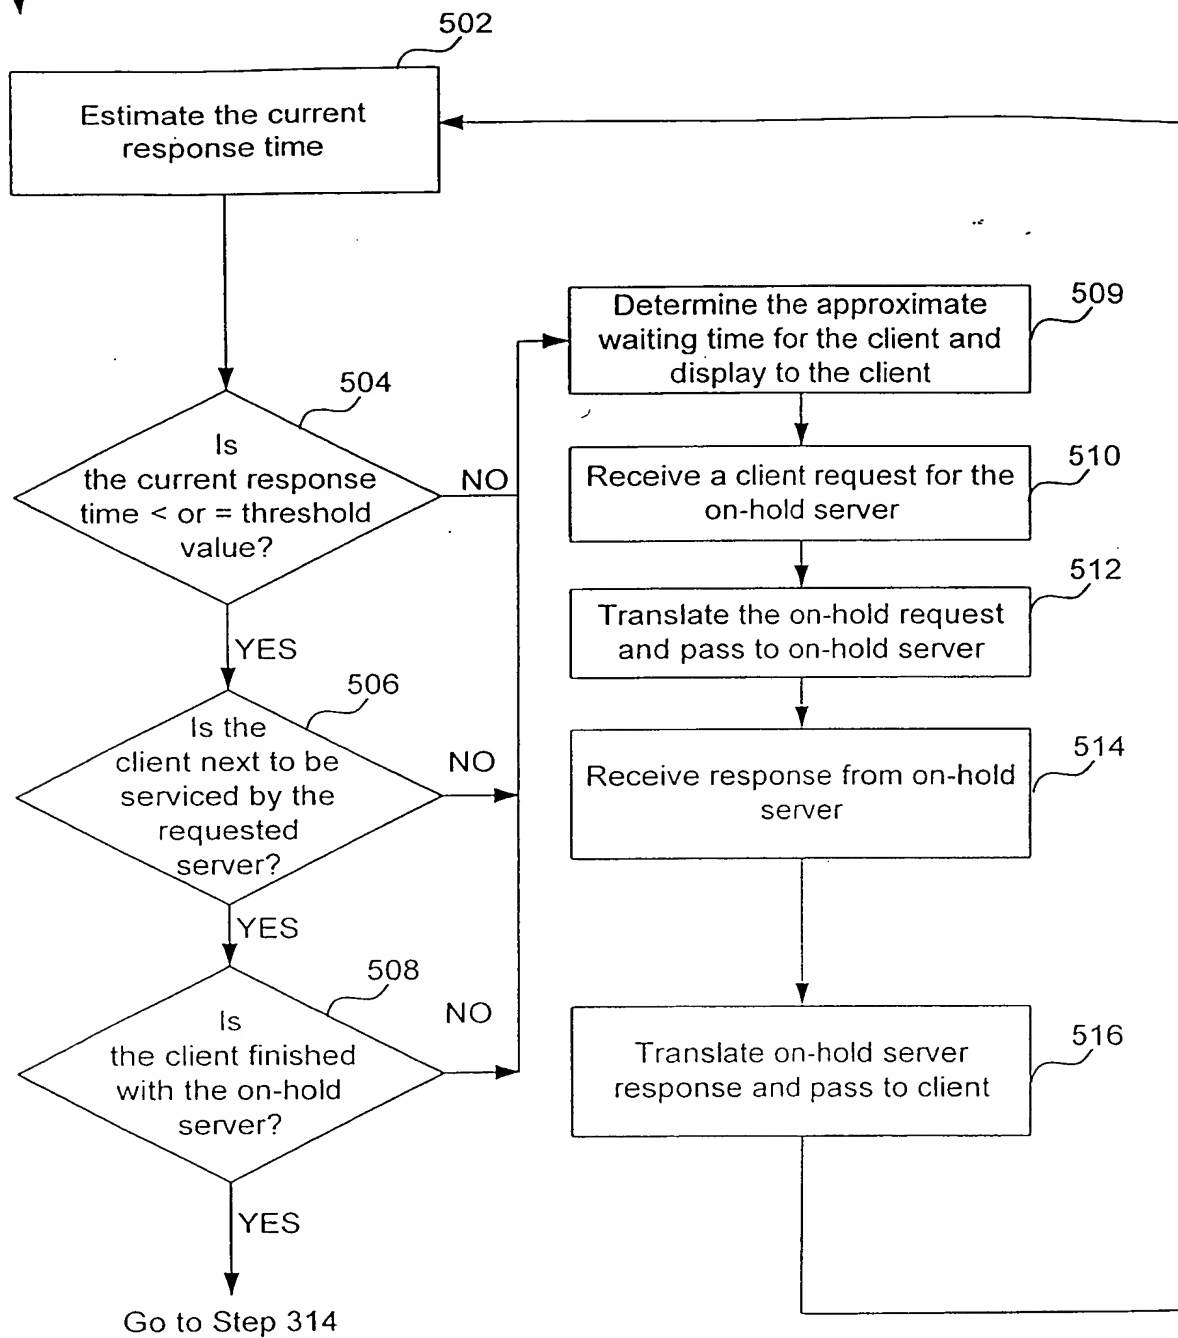 502
Estimate the current
response time
504
Is
the current response
time < or = threshold
value?
NO
YES
506
Is the
client next to be
serviced by the
requested
server?
NO
YES
508
Is
the client finished
with the on-hold
server?
NO
YES
Go to Step 314
509
Determine the approximate
waiting time for the client and
display to the client
510
Receive a client request for the
on-hold server
512
Translate the on-hold request
and pass to on-hold server
514
Receive response from on-hold
server
516
Translate on-hold server
response and pass to client